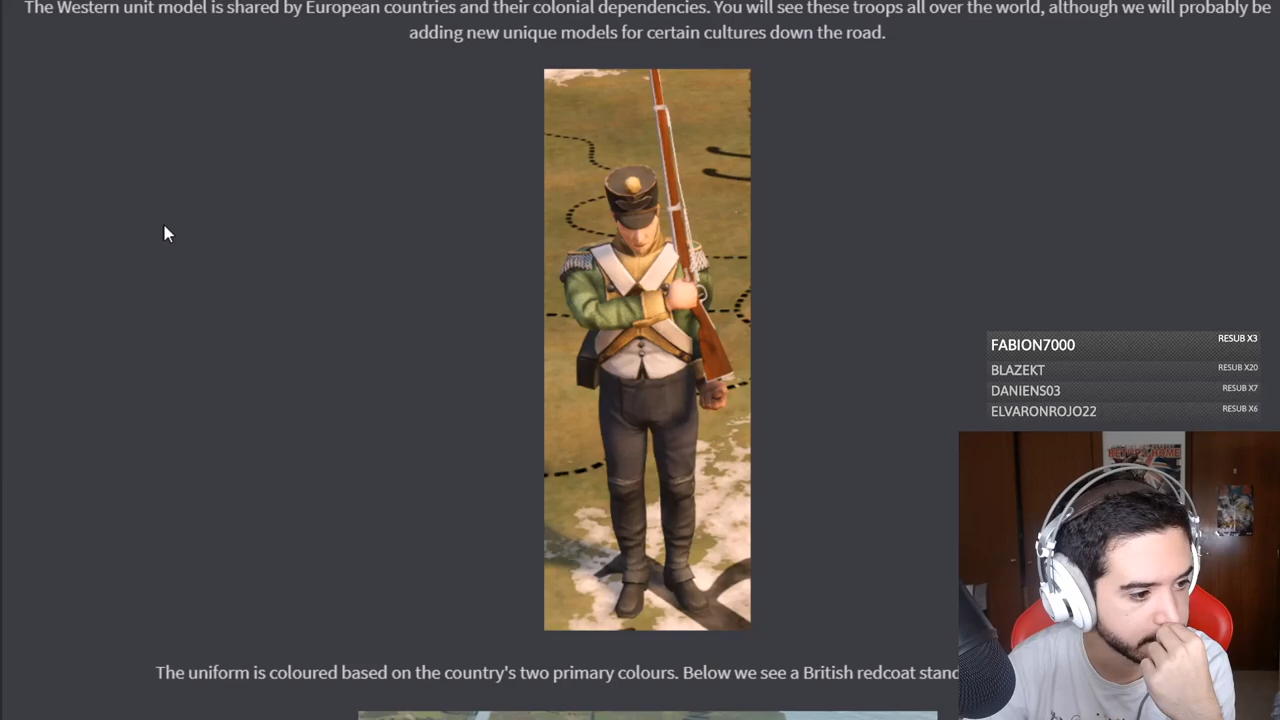 The Western unit model is shared by European countries and their colonial dependencies. You will see these troops all over the world, although we will probably be
adding new unique models for certain cultures down the road.
FABION7000 RESUB X3
BLAZEKT RESUB X20
DANIENS03 RESUB X7
ELVARONROJO22 RESUB X6
The uniform is coloured based on the country's two primary colours. Below we see a British redcoat stand